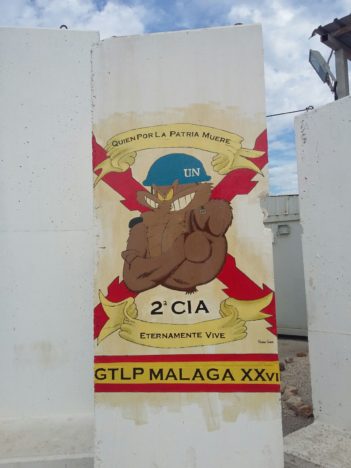 Quien Por La Patria Muere
UN
2ª CIA
Eternamente Vive
GTLP MALAGA XXVI